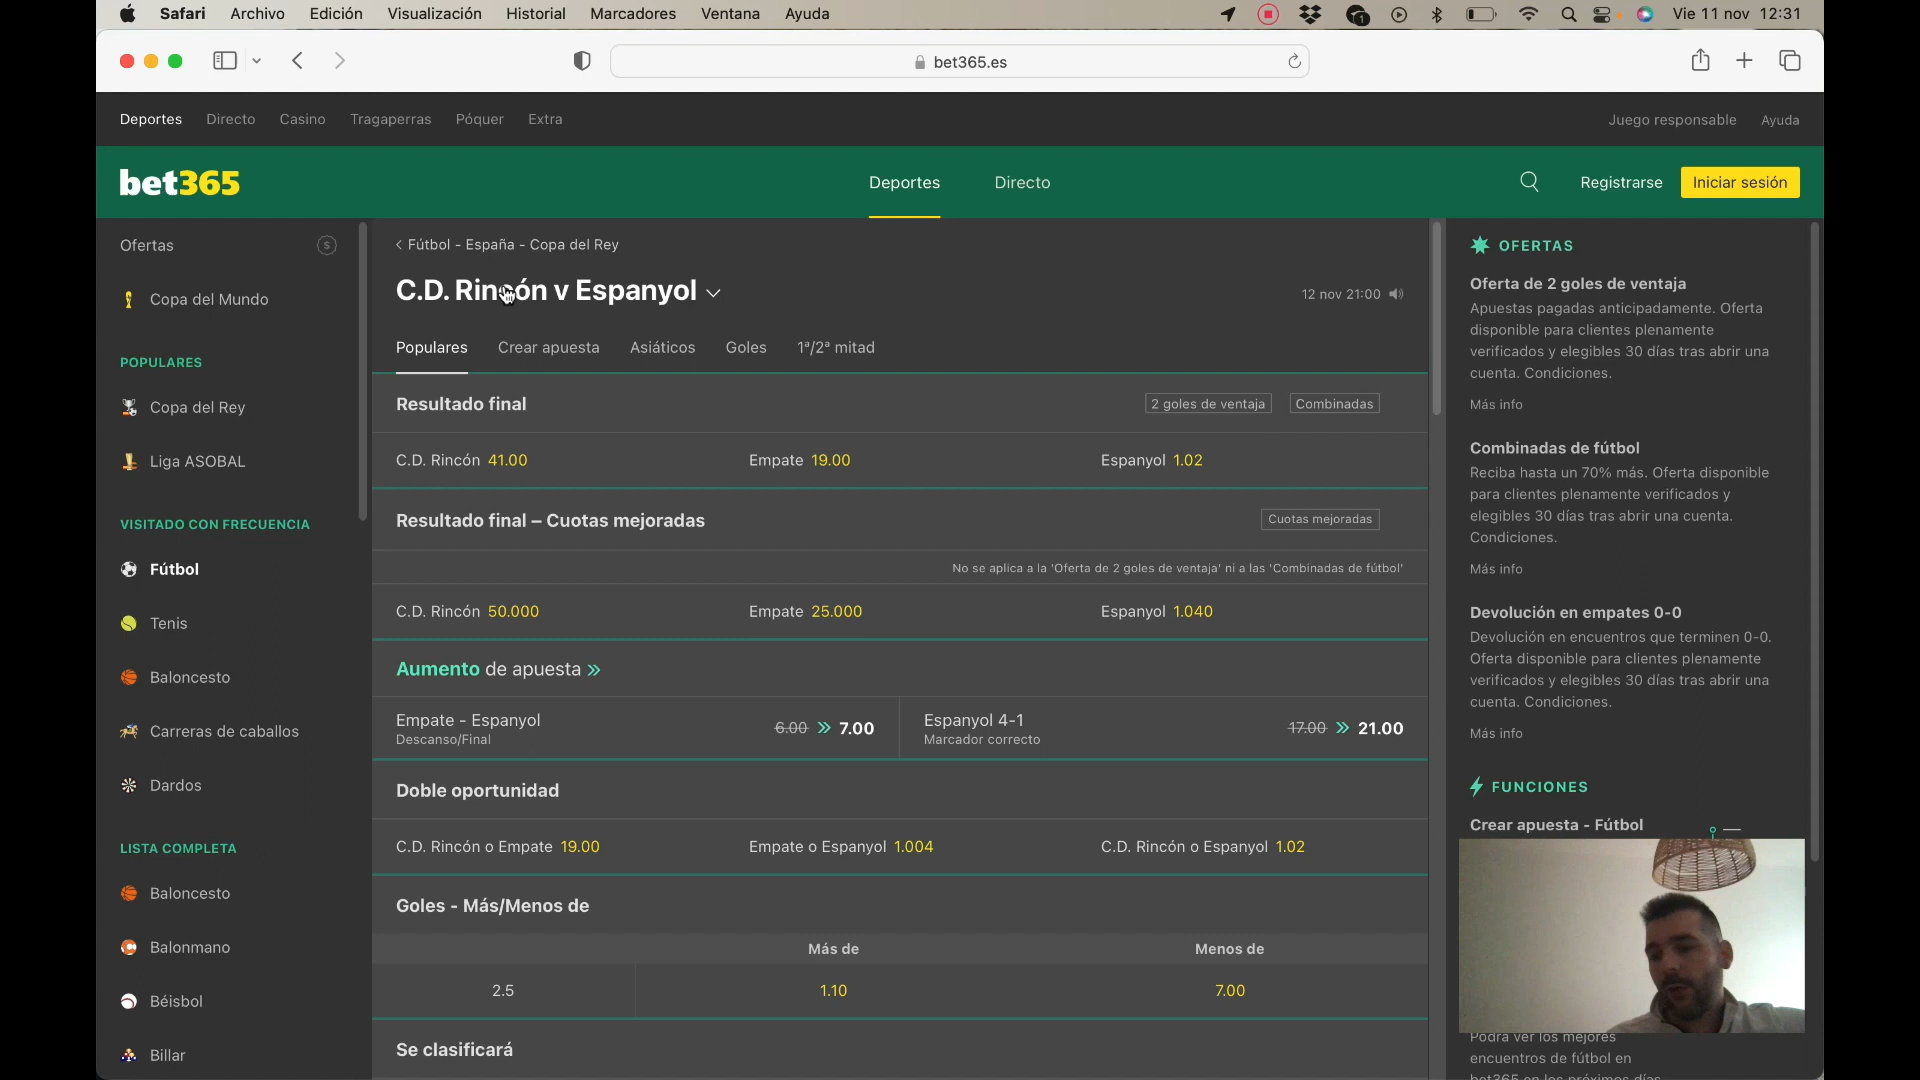 Safari Archivo Edición Visualización Historial Marcadores Ventana Ayuda 1 Vie 11 nov 12:31
bet365.es
Deportes Directo Casino Tragaperras Póquer Extra Juego responsable Ayuda
bet365 Deportes Directo Registrarse Iniciar sesión
Ofertas S
Copa del Mundo
POPULARES
Copa del Rey
Liga ASOBAL
VISITADO CON FRECUENCIA
Fútbol
Tenis
Baloncesto
Carreras de caballos
Dardos
LISTA COMPLETA
Baloncesto
Balonmano
Béisbol
Billar
< Fútbol - España - Copa del Rey
C.D. Rincón v Espanyol
12 nov 21:00
Populares Crear apuesta Asiáticos Goles 1ª/2ª mitad
Resultado final 2 goles de ventaja Combinadas
C.D. Rincón 41.00 Empate 19.00 Espanyol 1.02
Resultado final – Cuotas mejoradas Cuotas mejoradas
No se aplica a la 'Oferta de 2 goles de ventaja' ni a las 'Combinadas de fútbol'
C.D. Rincón 50.000 Empate 25.000 Espanyol 1.040
Aumento de apuesta »
Empate - Espanyol 6.00 » 7.00 Espanyol 4-1 17.00 » 21.00
Descanso/Final Marcador correcto
Doble oportunidad
C.D. Rincón o Empate 19.00 Empate o Espanyol 1.004 C.D. Rincón o Espanyol 1.02
Goles - Más/Menos de
Más de Menos de
2.5 1.10 7.00
Se clasificará
OFERTAS
Oferta de 2 goles de ventaja
Apuestas pagadas anticipadamente. Oferta
disponible para clientes plenamente
verificados y elegibles 30 días tras abrir una
cuenta. Condiciones.
Más info
Combinadas de fútbol
Reciba hasta un 70% más. Oferta disponible
para clientes plenamente verificados y
elegibles 30 días tras abrir una cuenta.
Condiciones.
Más info
Devolución en empates 0-0
Devolución en encuentros que terminen 0-0.
Oferta disponible para clientes plenamente
verificados y elegibles 30 días tras abrir una
cuenta. Condiciones.
Más info
FUNCIONES
Crear apuesta - Fútbol
Podrá ver los mejores
encuentros de fútbol en
bet365 en los próximos días